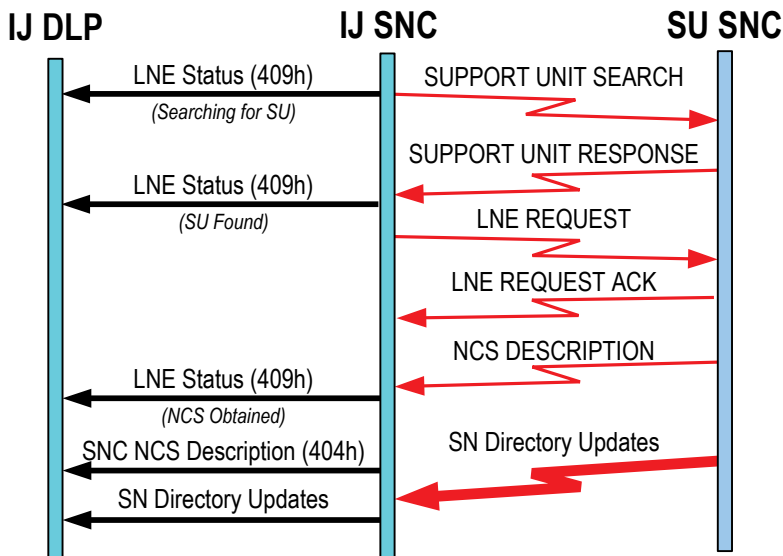 IJ DLP
IJ SNC
SU SNC
LNE Status (409h)
(Searching for SU)
SUPPORT UNIT SEARCH
SUPPORT UNIT RESPONSE
LNE Status (409h)
(SU Found)
LNE REQUEST
LNE REQUEST ACK
NCS DESCRIPTION
LNE Status (409h)
(NCS Obtained)
SNC NCS Description (404h)
SN Directory Updates
SN Directory Updates